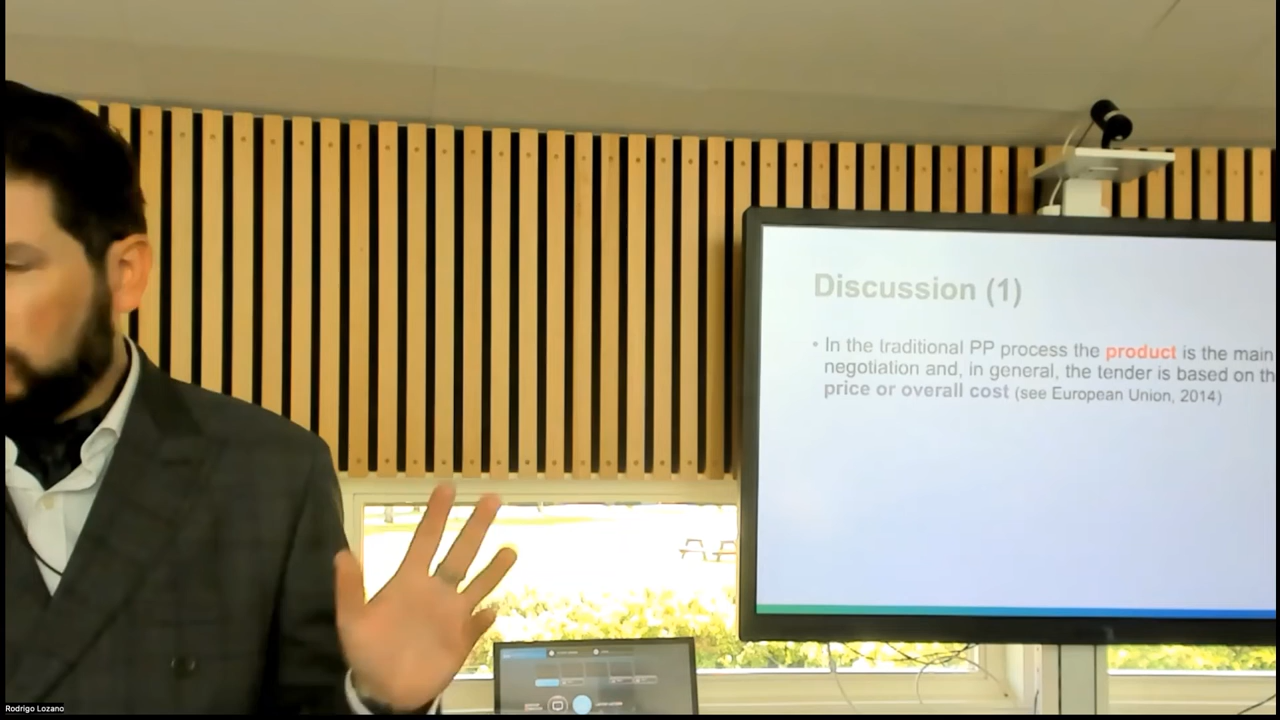 Discussion (1)
• In the traditional PP process the product is the main
negotiation and, in general, the tender is based on th
price or overall cost (see European Union, 2014)
Rodrigo Lozano